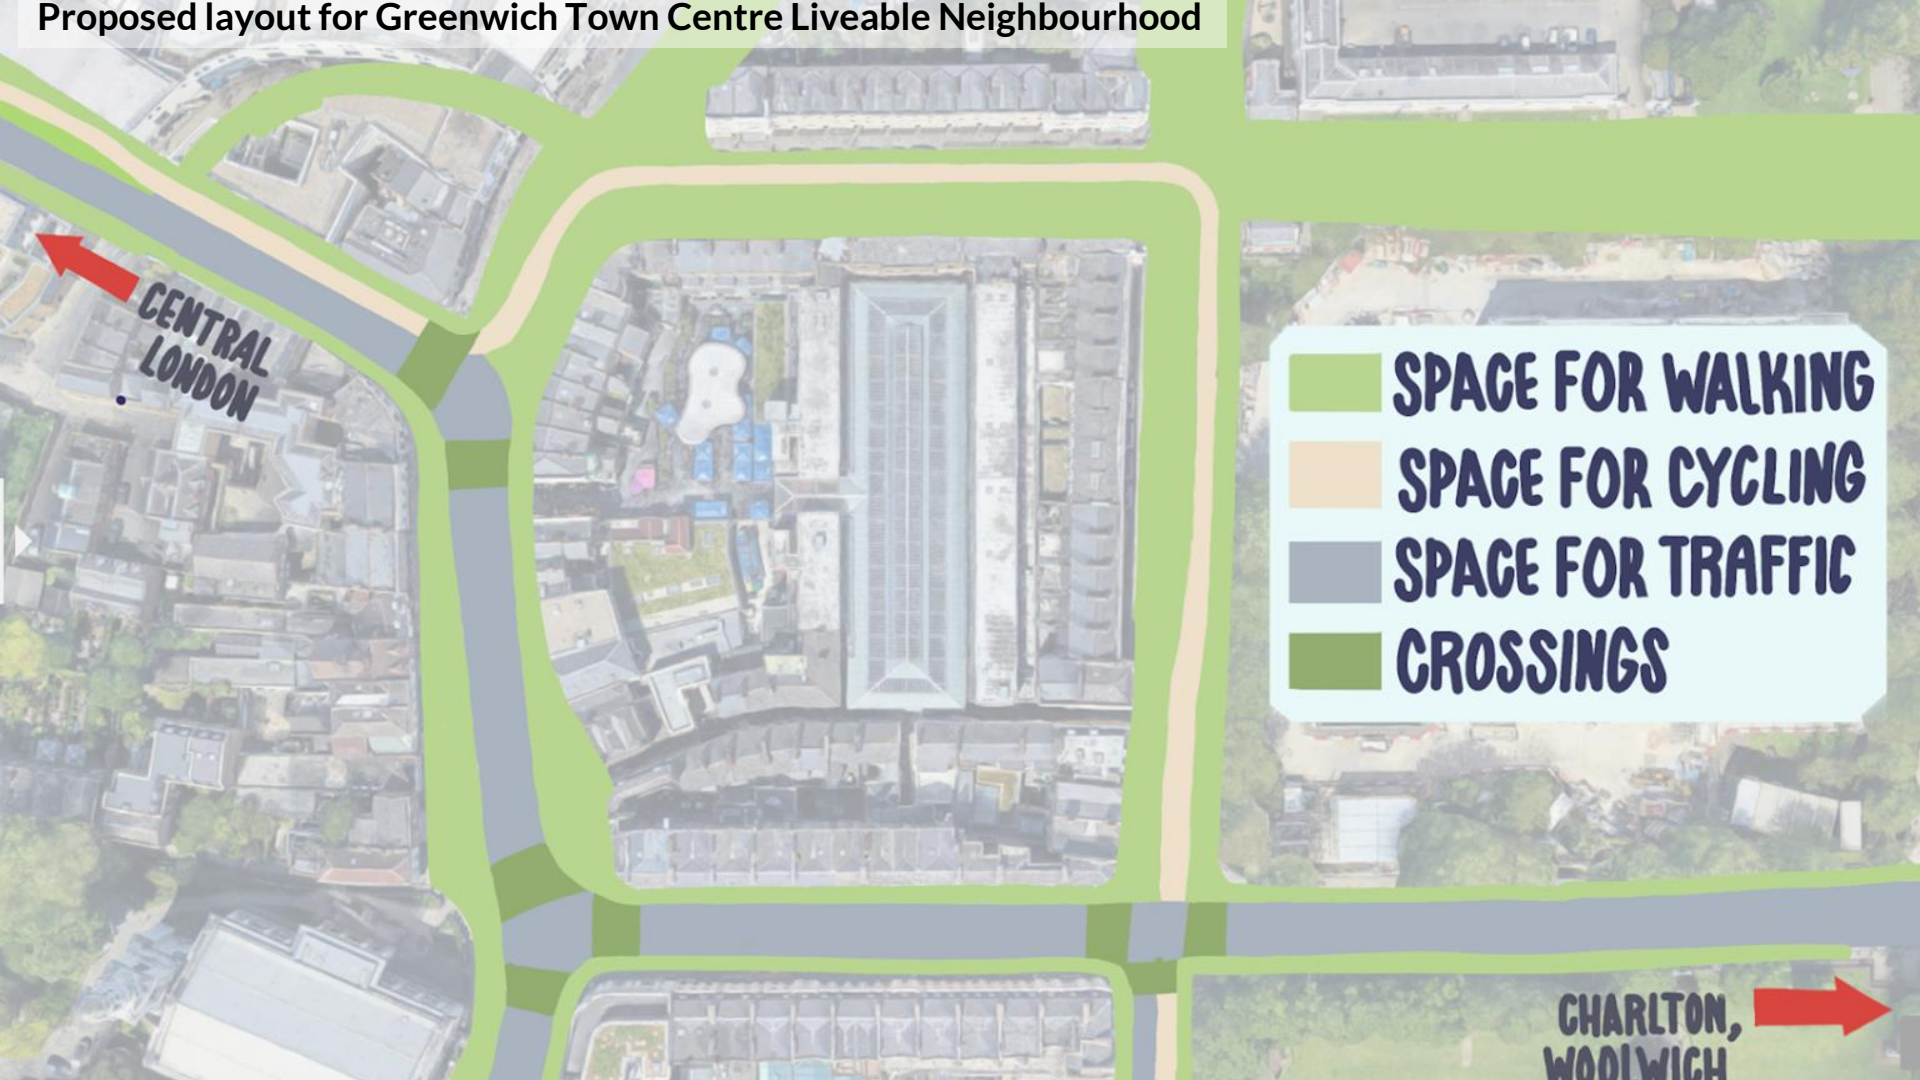 Proposed layout for Greenwich Town Centre Liveable Neighbourhood
CENTRAL
LONDON
SPACE FOR WALKING
SPACE FOR CYCLING
SPACE FOR TRAFFIC
CROSSINGS
CHARLTON,
WOOLWICH